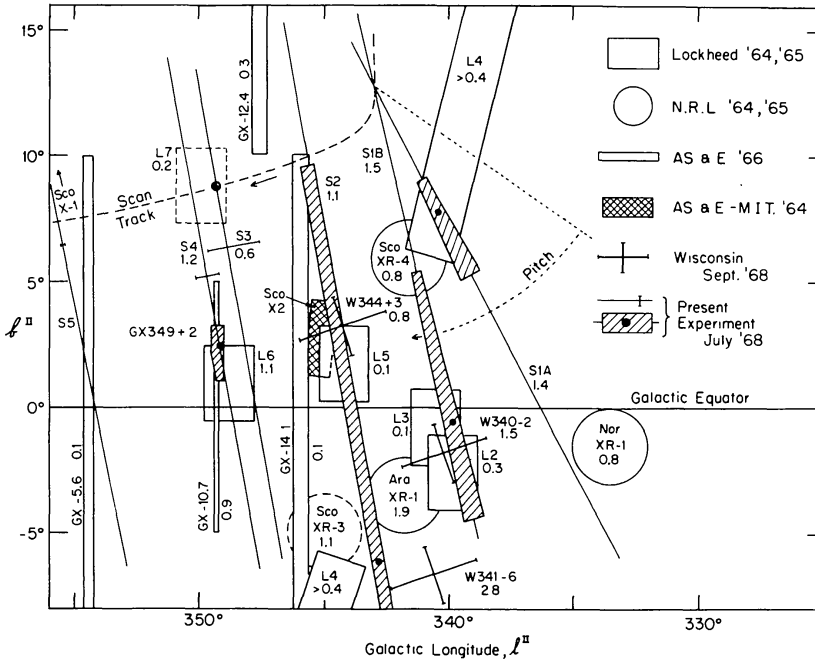 15°
10°
5°
0°
-5°
b II
350°
340°
330°
Galactic Longitude, l II
Sco
X-1
S5
GX-5.6 0.1
L7
0.2
Scan
Track
S4
1.2
S3
0.6
GX349+2
L6
1.1
GX-10.7
0.9
GX-12.4 0.3
GX-14.1
0.1
S2
1.1
Sco
X2
W344+3
0.8
L5
0.1
S1B
1.5
Sco
XR-4
0.8
L4
>0.4
Pitch
S1A
1.4
Galactic Equator
L3
0.1
W340-2
1.5
L2
0.3
Nor
XR-1
0.8
Ara
XR-1
1.9
Sco
XR-3
1.1
L4
>0.4
W341-6
2.8
Lockheed '64,'65
N.R.L '64,'65
AS & E '66
AS & E-MIT. '64
Wisconsin
Sept. '68
Present
Experiment
July '68